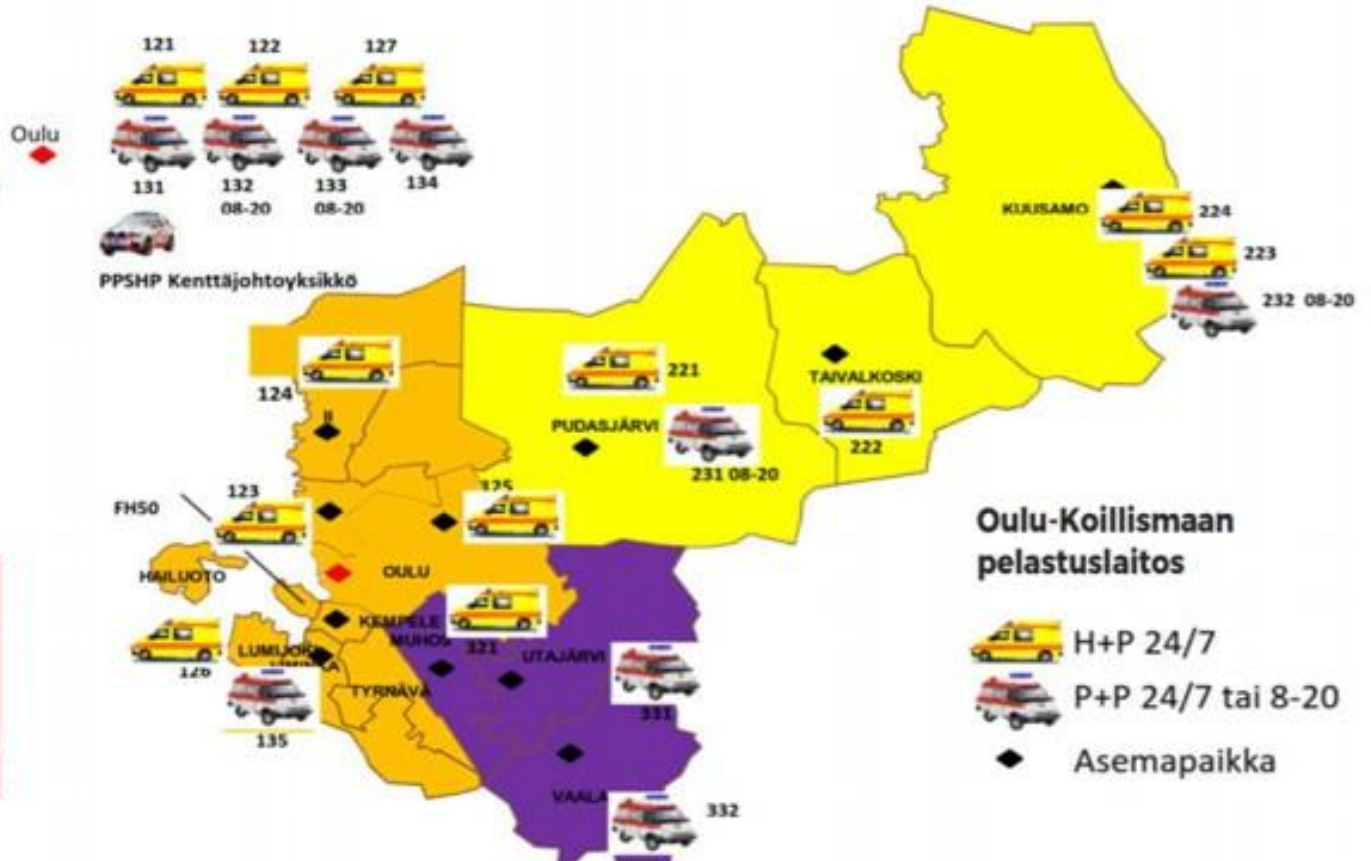 121 122 127
Oulu
131 132 133 134
08-20 08-20
PPSHP Kenttäjohtoyksikkö
KUUSAMO 224
223
232 08-20
124
II
221
PUDASJÄRVI
231 08-20
TAIVALKOSKI
222
123
125
FH50
HAILUOTO
OULU
KEMPELE
MUHOS
321
UTAJÄRVI
331
126
TYRNÄVÄ
135
VAALA
332
Oulu-Koillismaan
pelastuslaitos
H+P 24/7
P+P 24/7 tai 8-20
Asemapaikka